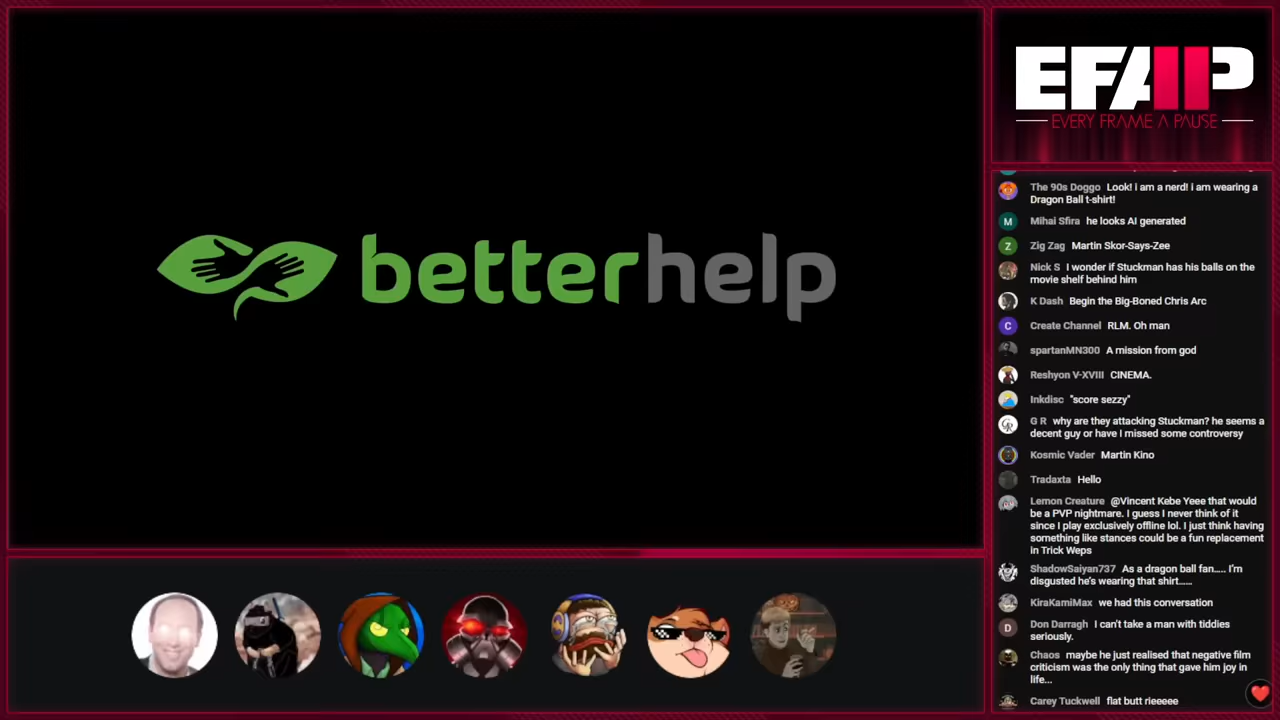 betterhelp
EFAP
EVERY FRAME A PAUSE
The 90s Doggo Look! i am a nerd! i am wearing a
Dragon Ball t-shirt!
M
Mihai Sfira he looks AI generated
Z
Zig Zag Martin Skor-Says-Zee
Nick S I wonder if Stuckman has his balls on the
movie shelf behind him
K Dash Begin the Big-Boned Chris Arc
C
Create Channel RLM. Oh man
spartanMN300 A mission from god
Reshyon V-XVIII CINEMA.
Inkdisc "score sezzy"
G R why are they attacking Stuckman? he seems a
decent guy or have I missed some controversy
Kosmic Vader Martin Kino
Tradaxta Hello
Lemon Creature @Vincent Kebe Yeee that would
be a PVP nightmare. I guess I never think of it
since I play exclusively offline lol. I just think having
something like stances could be a fun replacement
in Trick Weps
ShadowSaiyan737 As a dragon ball fan..... I'm
disgusted he's wearing that shirt......
KiraKamiMax we had this conversation
D
Don Darragh I can't take a man with tiddies
seriously.
Chaos maybe he just realised that negative film
criticism was the only thing that gave him joy in
life...
Carey Tuckwell flat butt rieeeee